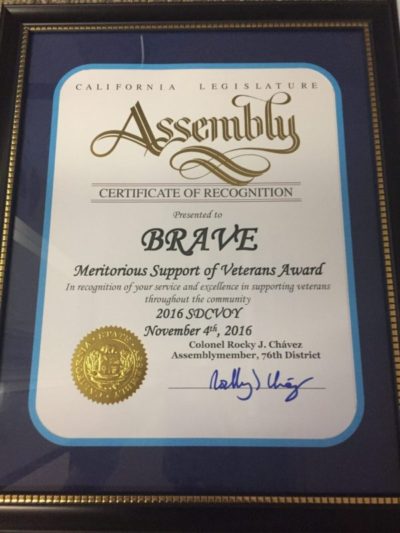 CALIFORNIA LEGISLATURE
Assembly
CERTIFICATE OF RECOGNITION
Presented to
BRAVE
Meritorious Support of Veterans Award
In recognition of your service and excellence in supporting veterans
throughout the community
2016 SDCVOY
November 4th, 2016
Colonel Rocky J. Chávez
Assemblymember, 76th District
Rocky J Cház